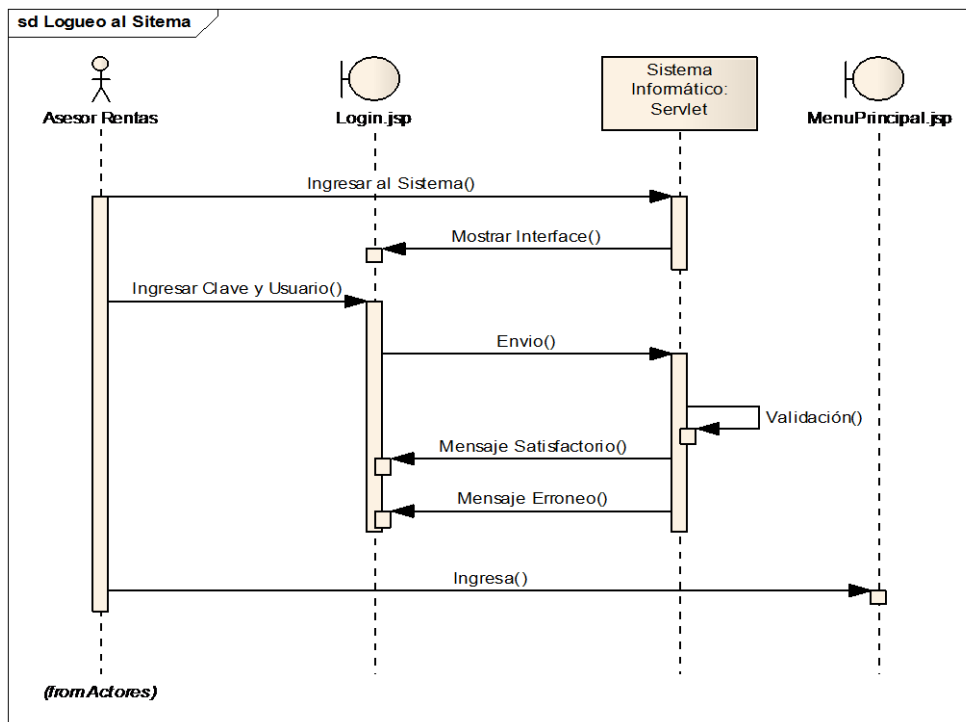 sd Logueo al Sitema
Asesor Rentas
Login.jsp
Sistema
Informático:
Servlet
MenuPrincipal.jsp
Ingresar al Sistema()
Mostrar Interface()
Ingresar Clave y Usuario()
Envio()
Validación()
Mensaje Satisfactorio()
Mensaje Erroneo()
Ingresa()
(from Actores)